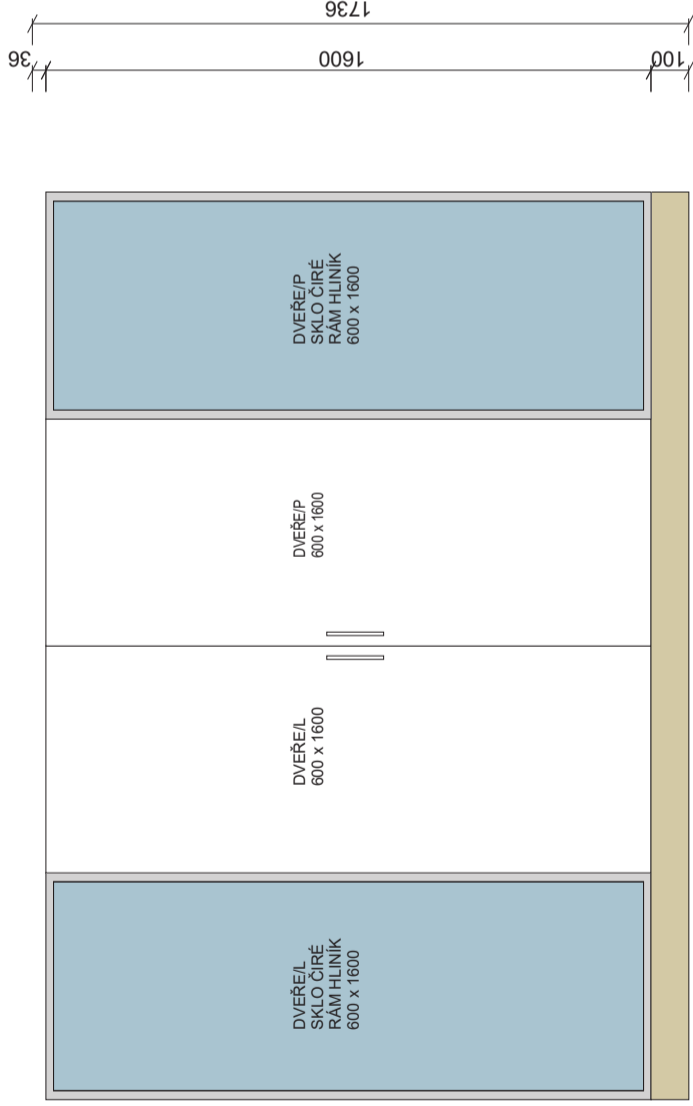 1736
36
1600
100
DVEŘE/L
SKLO ČIRÉ
RÁM HLINÍK
600 x 1600
DVEŘE/L
600 x 1600
DVEŘE/P
600 x 1600
DVEŘE/P
SKLO ČIRÉ
RÁM HLINÍK
600 x 1600